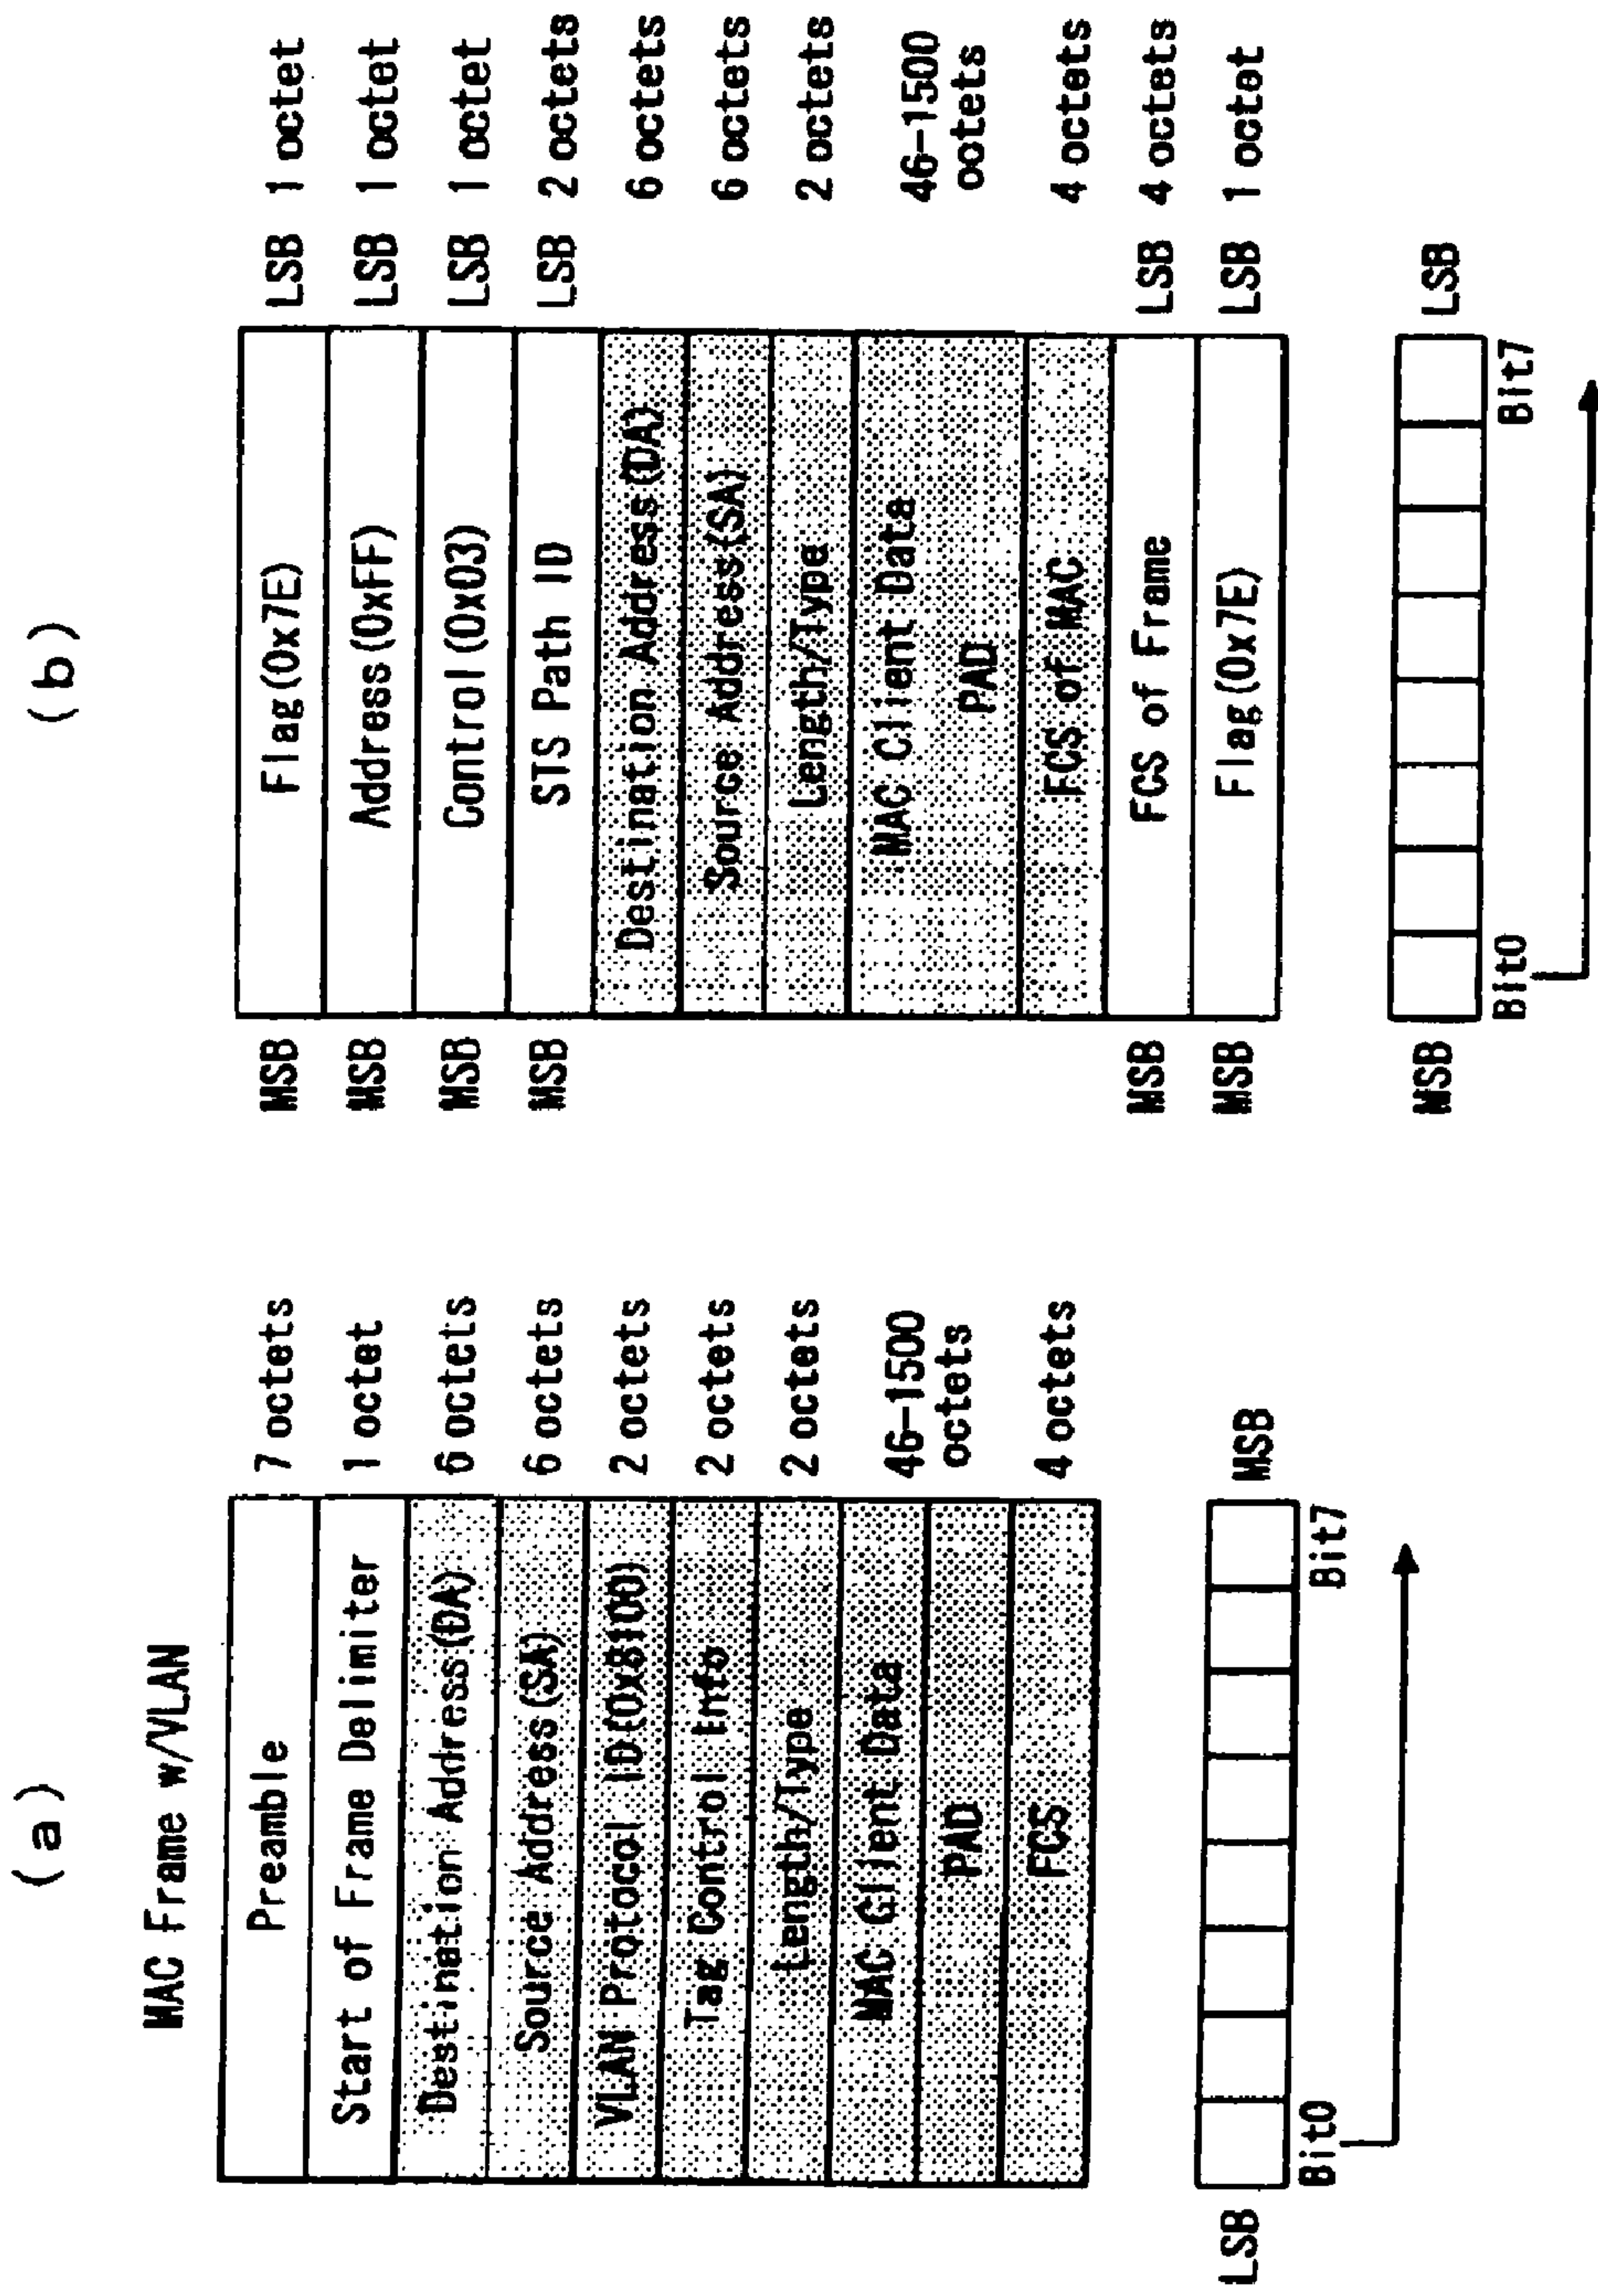 (a)
MAC Frame w/VLAN
Preamble 7 octets
Start of Frame Delimiter 1 octet
Destination Address(DA) 6 octets
Source Address(SA) 6 octets
VLAN Protocol ID(0x8100) 2 octets
Tag Control Info 2 octets
Length/Type 2 octets
MAC Client Data 46-1500
PAD octets
FCS 4 octets
LSB MSB
Bit0 Bit7
(b)
MSB Flag(0x7E) LSB 1 octet
MSB Address(0xFF) LSB 1 octet
MSB Control(0x03) LSB 1 octet
MSB STS Path ID LSB 2 octets
Destination Address(DA) 6 octets
Source Address(SA) 6 octets
Length/Type 2 octets
MAC Client Data 46-1500
PAD octets
FCS of MAC 4 octets
MSB FCS of Frame LSB 4 octets
MSB Flag(0x7E) LSB 1 octet
MSB LSB
Bit0 Bit7